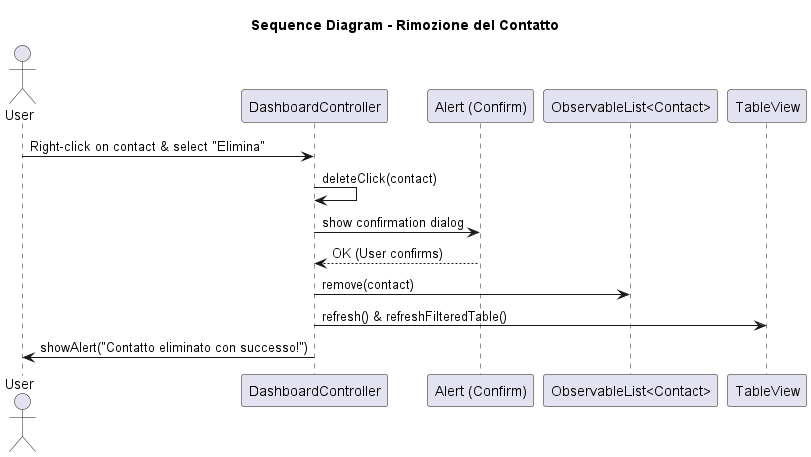 Sequence Diagram - Rimozione del Contatto
User
DashboardController
Alert (Confirm)
ObservableList<Contact>
TableView
Right-click on contact & select "Elimina"
deleteClick(contact)
show confirmation dialog
OK (User confirms)
remove(contact)
refresh() & refreshFilteredTable()
showAlert("Contatto eliminato con successo!")
User
DashboardController
Alert (Confirm)
ObservableList<Contact>
TableView